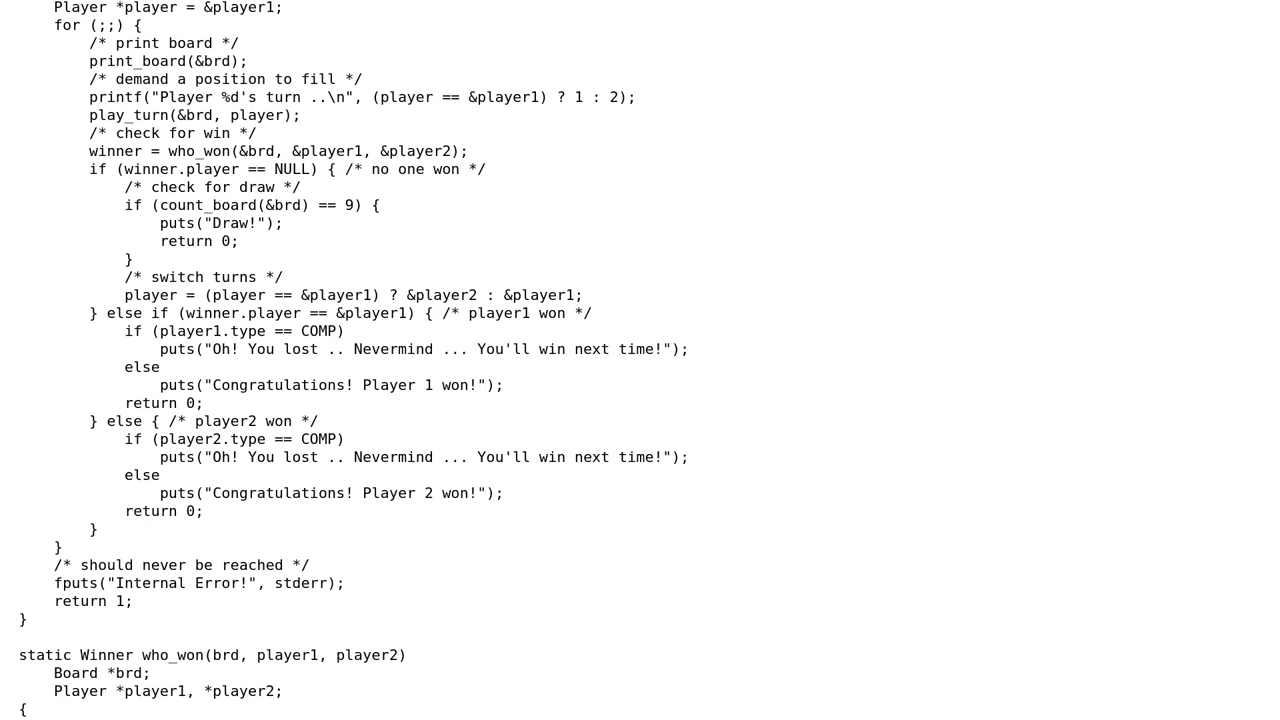 Player *player = &player1;
for (;;) {
/* print board */
print_board(&brd);
/* demand a position to fill */
printf("Player %d's turn ..\n", (player == &player1) ? 1 : 2);
play_turn(&brd, player);
/* check for win */
winner = who_won(&brd, &player1, &player2);
if (winner.player == NULL) { /* no one won */
/* check for draw */
if (count_board(&brd) == 9) {
puts("Draw!");
return 0;
}
/* switch turns */
player = (player == &player1) ? &player2 : &player1;
} else if (winner.player == &player1) { /* player1 won */
if (player1.type == COMP)
puts("Oh! You lost .. Nevermind ... You'll win next time!");
else
puts("Congratulations! Player 1 won!");
return 0;
} else { /* player2 won */
if (player2.type == COMP)
puts("Oh! You lost .. Nevermind ... You'll win next time!");
else
puts("Congratulations! Player 2 won!");
return 0;
}
}
/* should never be reached */
fputs("Internal Error!", stderr);
return 1;
}
static Winner who_won(brd, player1, player2)
Board *brd;
Player *player1, *player2;
{